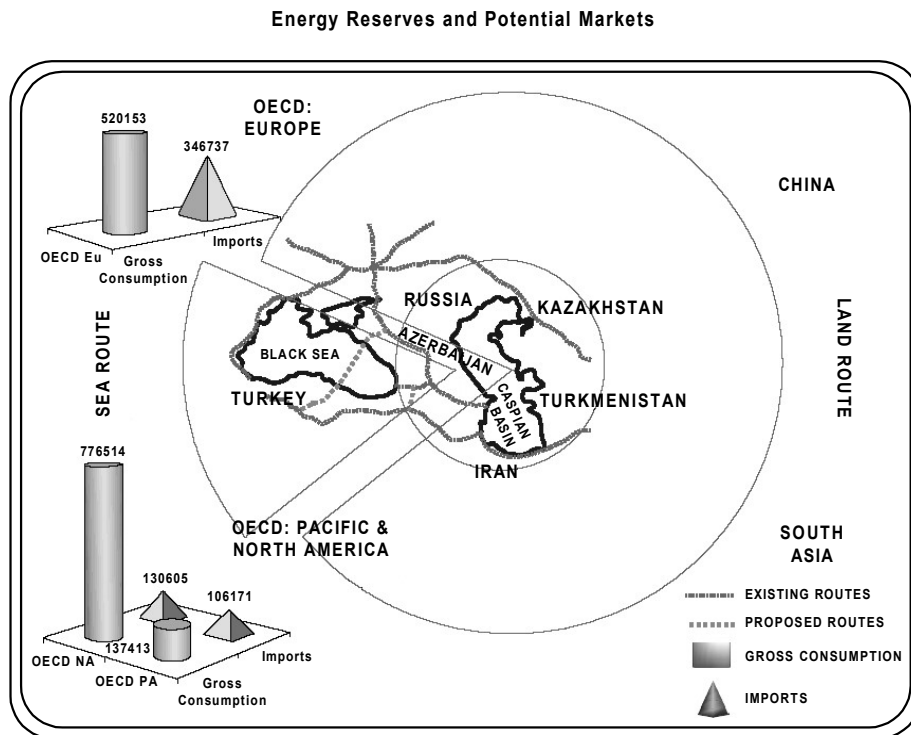 Energy Reserves and Potential Markets
OECD:
EUROPE
520153
346737
OECD Eu
Gross
Consumption
Imports
CHINA
RUSSIA
KAZAKHSTAN
AZERBAIJAN
BLACK SEA
TURKEY
CASPIAN
BASIN
TURKMENISTAN
IRAN
SEA ROUTE
LAND ROUTE
776514
OECD: PACIFIC &
NORTH AMERICA
130605
106171
137413
OECD NA
OECD PA
Gross
Consumption
Imports
SOUTH
ASIA
EXISTING ROUTES
PROPOSED ROUTES
GROSS CONSUMPTION
IMPORTS